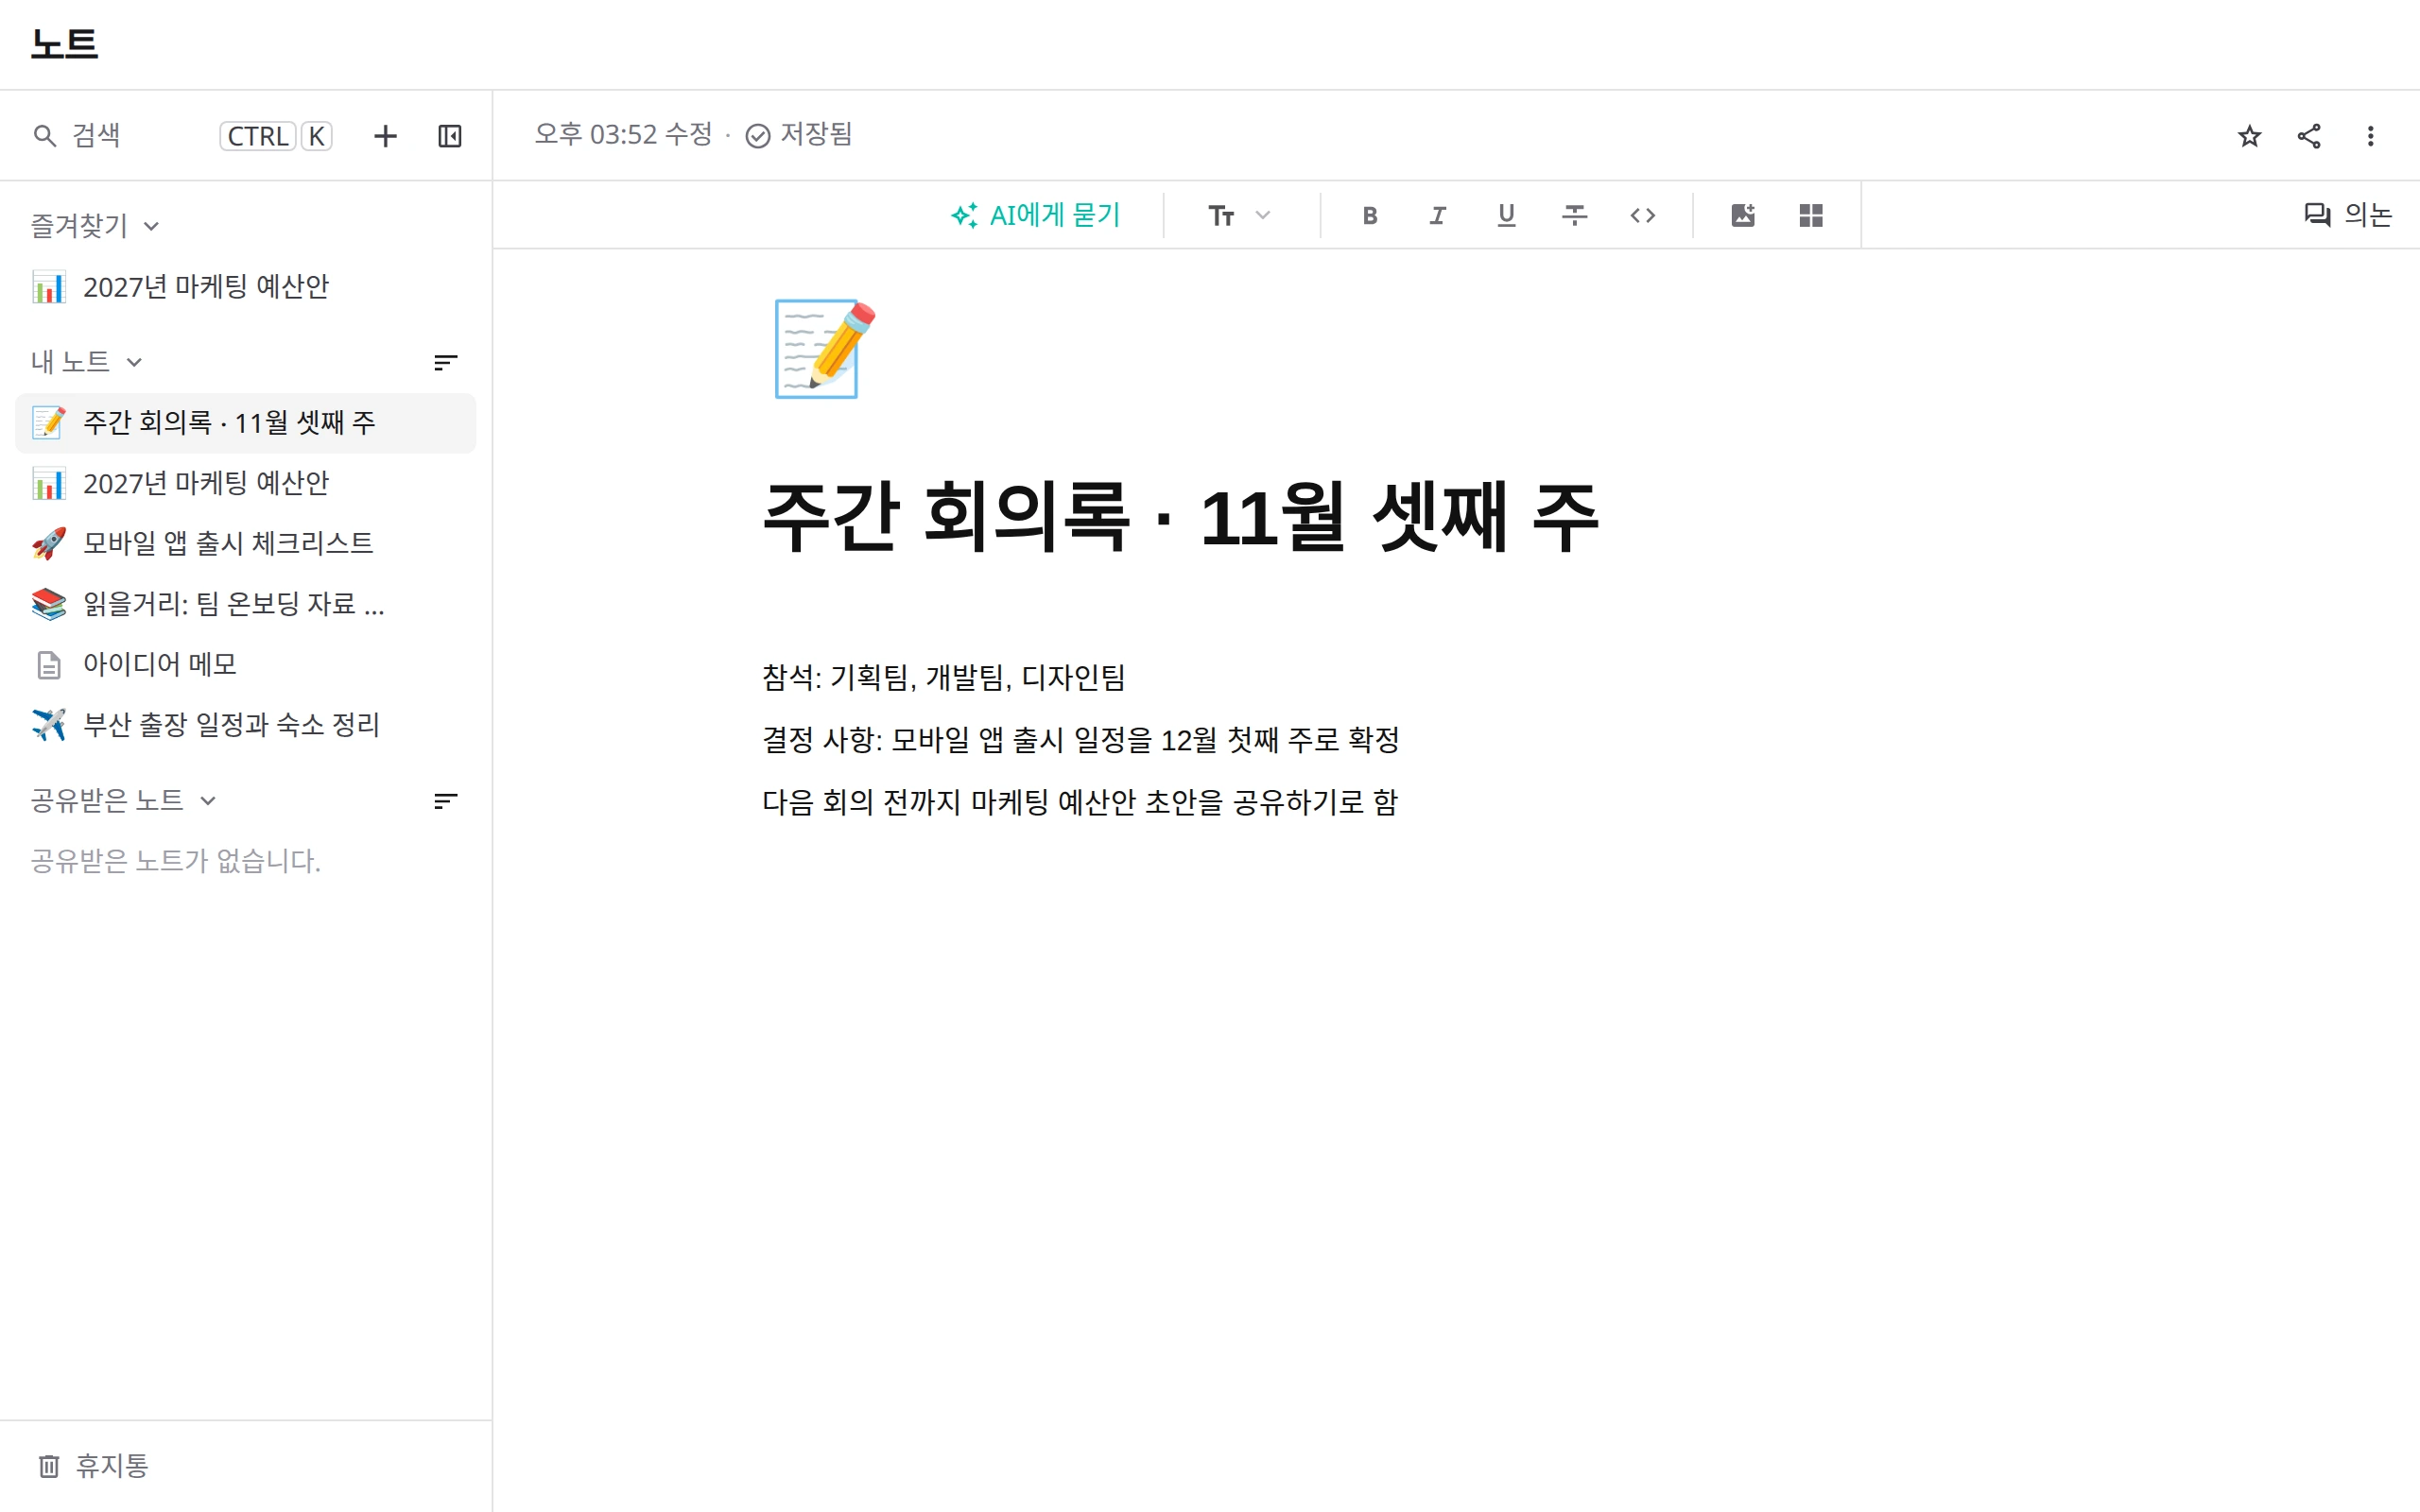 노트
검색 CTRL K
오후 03:52 수정 · 저장됨
AI에게 묻기
의논
즐겨찾기
2027년 마케팅 예산안
내 노트
주간 회의록 · 11월 셋째 주
2027년 마케팅 예산안
모바일 앱 출시 체크리스트
읽을거리: 팀 온보딩 자료 ...
아이디어 메모
부산 출장 일정과 숙소 정리
공유받은 노트
공유받은 노트가 없습니다.
휴지통
주간 회의록 · 11월 셋째 주
참석: 기획팀, 개발팀, 디자인팀
결정 사항: 모바일 앱 출시 일정을 12월 첫째 주로 확정
다음 회의 전까지 마케팅 예산안 초안을 공유하기로 함